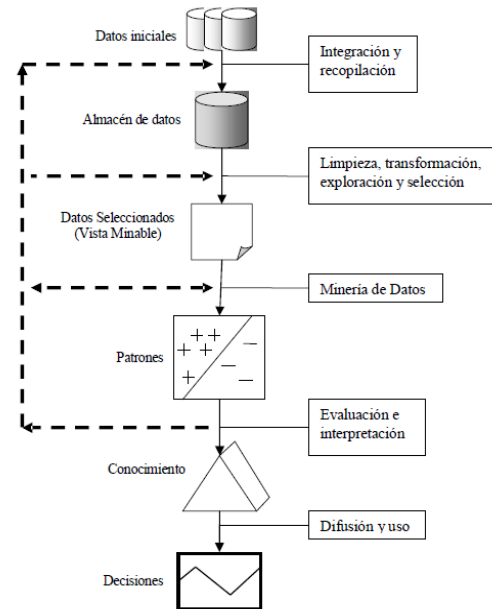 Datos iniciales
Integración y
recopilación
Almacén de datos
Limpieza, transformación,
exploración y selección
Datos Seleccionados
(Vista Minable)
Minería de Datos
Patrones
Evaluación e
interpretación
Conocimiento
Difusión y uso
Decisiones